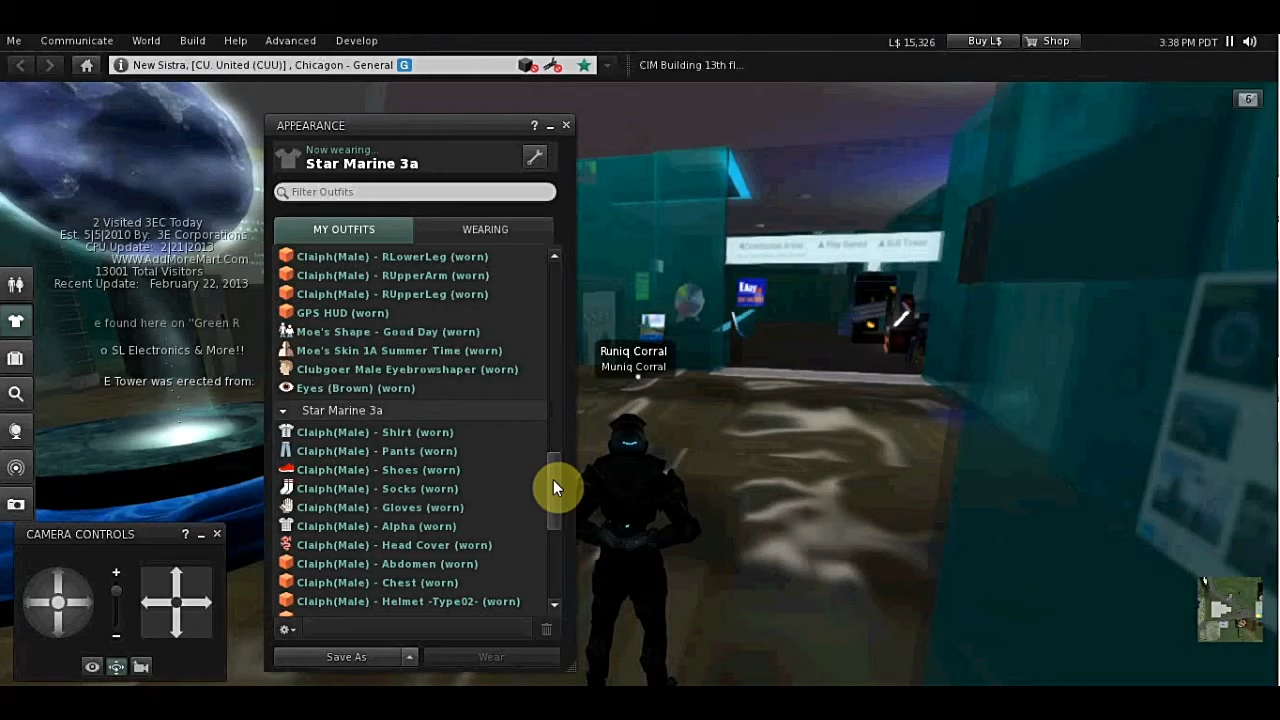 Me Communicate World Build Help Advanced Develop
L$ 15,326 Buy L$ Shop 3:38 PM PDT
New Sistra, [CU. United (CUU)] , Chicagon - General G
CIM Building 13th fl...
6
APPEARANCE ?
Now wearing...
Star Marine 3a
Filter Outfits
MY OUTFITS WEARING
Claiph(Male) - RLowerLeg (worn)
Claiph(Male) - RUpperArm (worn)
Claiph(Male) - RUpperLeg (worn)
GPS HUD (worn)
Moe's Shape - Good Day (worn)
Moe's Skin 1A Summer Time (worn)
Clubgoer Male Eyebrowshaper (worn)
Eyes (Brown) (worn)
Star Marine 3a
Claiph(Male) - Shirt (worn)
Claiph(Male) - Pants (worn)
Claiph(Male) - Shoes (worn)
Claiph(Male) - Socks (worn)
Claiph(Male) - Gloves (worn)
Claiph(Male) - Alpha (worn)
Claiph(Male) - Head Cover (worn)
Claiph(Male) - Abdomen (worn)
Claiph(Male) - Chest (worn)
Claiph(Male) - Helmet -Type02- (worn)
Save As Wear
2 Visited 3EC Today
Est. 5|5|2010 By: 3E Corporations
CPU Update: 2|21|2013
WWW.AddMoreMart.Com
13001 Total Visitors
Recent Update: February 22, 2013
e found here on "Green R
o SL Electronics & More!!
E Tower was erected from:
CAMERA CONTROLS ?
Runiq Corral
Muniq Corral
Play Games